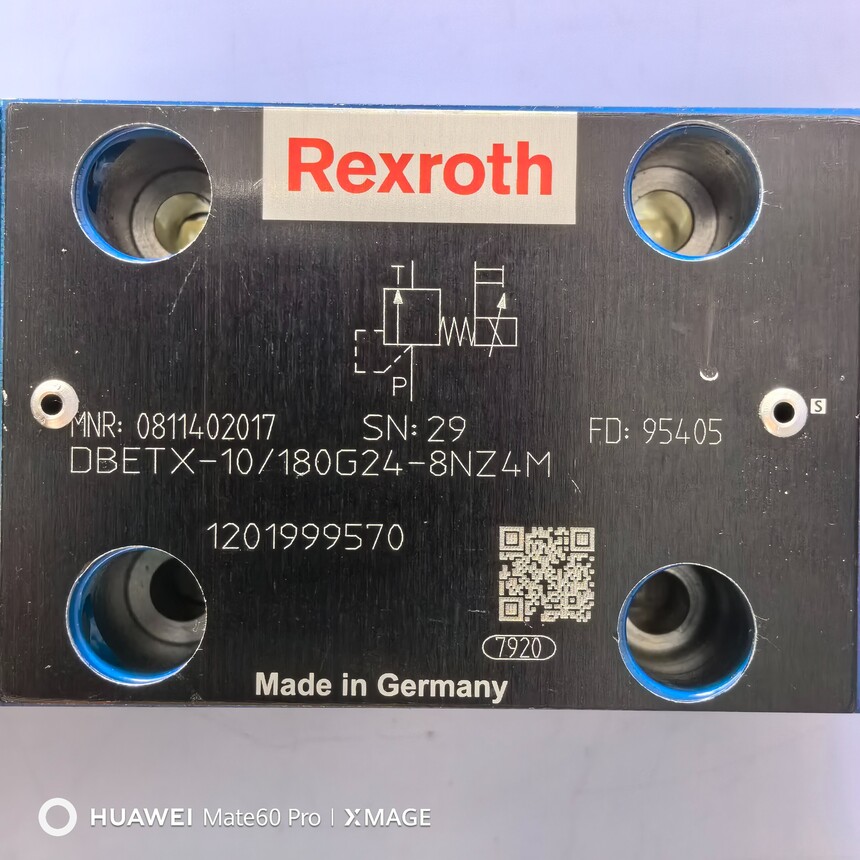 Rexroth
T
P
S
MNR: 0811402017 SN: 29 FD: 95405
DBETX-10/180G24-8NZ4M
1201999570
7920
Made in Germany
HUAWEI Mate60 Pro | XMAGE